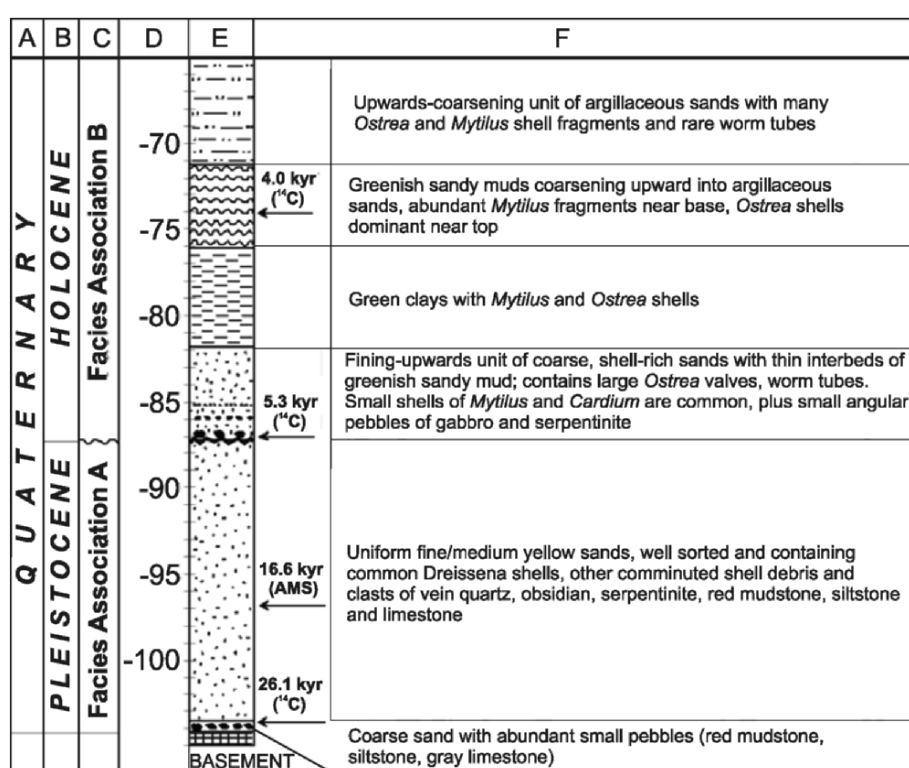 A B C D E F
QUATERNARY
HOLOCENE
PLEISTOCENE
Facies Association B
Facies Association A
-70
-75
-80
-85
-90
-95
-100
4.0 kyr
(¹⁴C)
5.3 kyr
(¹⁴C)
16.6 kyr
(AMS)
26.1 kyr
(¹⁴C)
BASEMENT
Upwards-coarsening unit of argillaceous sands with many
Ostrea and Mytilus shell fragments and rare worm tubes
Greenish sandy muds coarsening upward into argillaceous
sands, abundant Mytilus fragments near base, Ostrea shells
dominant near top
Green clays with Mytilus and Ostrea shells
Fining-upwards unit of coarse, shell-rich sands with thin interbeds of
greenish sandy mud; contains large Ostrea valves, worm tubes.
Small shells of Mytilus and Cardium are common, plus small angular
pebbles of gabbro and serpentinite
Uniform fine/medium yellow sands, well sorted and containing
common Dreissena shells, other comminuted shell debris and
clasts of vein quartz, obsidian, serpentinite, red mudstone, siltstone
and limestone
Coarse sand with abundant small pebbles (red mudstone,
siltstone, gray limestone)